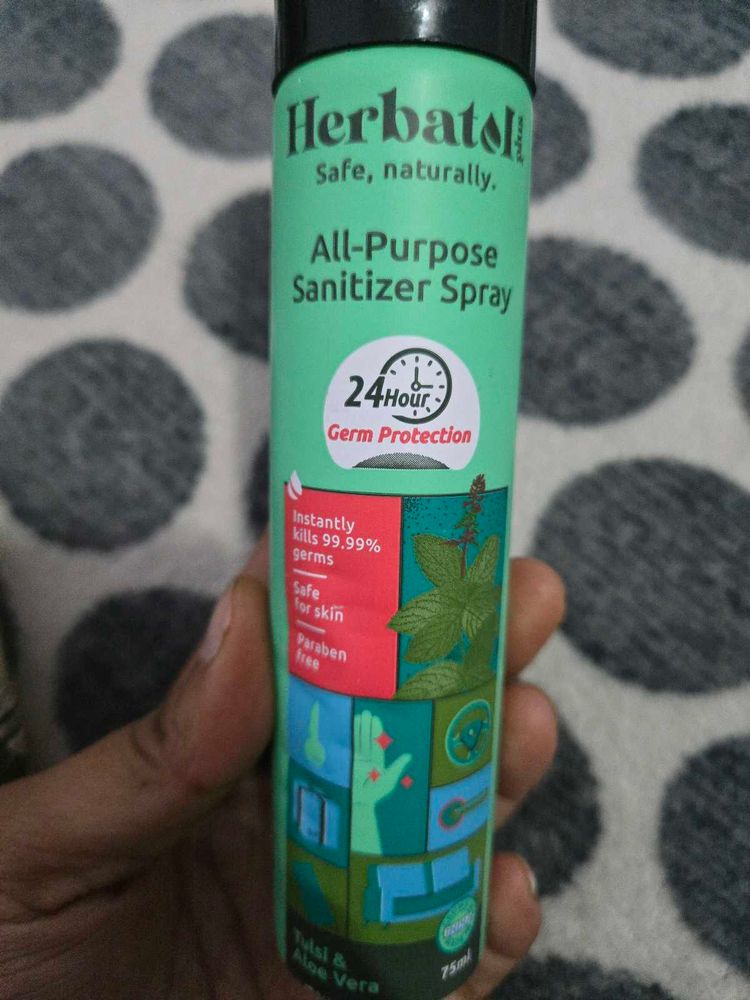 Herbatol
plus
Safe, naturally.
All-Purpose
Sanitizer Spray
24Hour
Germ Protection
Instantly
kills 99.99%
germs
Safe
for skin
Paraben
free
Tulsi &
Aloe Vera
75ml